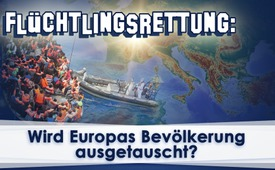 FLÜCHTLINGSRETTUNG:
Wird Europas Bevölkerung
ausgetauscht?